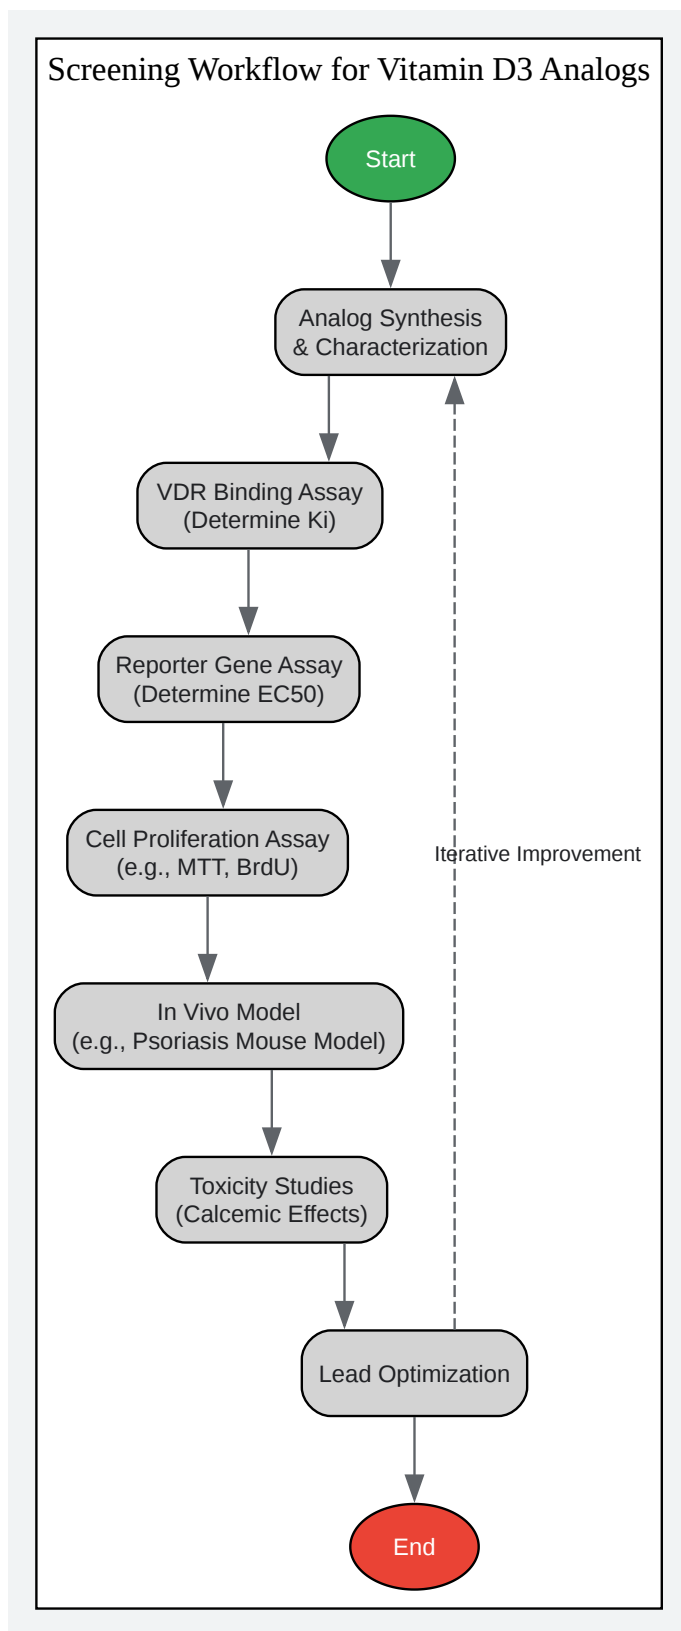 Screening Workflow for Vitamin D3 Analogs
Start
Analog Synthesis
& Characterization
VDR Binding Assay
(Determine Ki)
Reporter Gene Assay
(Determine EC50)
Cell Proliferation Assay
(e.g., MTT, BrdU)
Iterative Improvement
In Vivo Model
(e.g., Psoriasis Mouse Model)
Toxicity Studies
(Calcemic Effects)
Lead Optimization
End